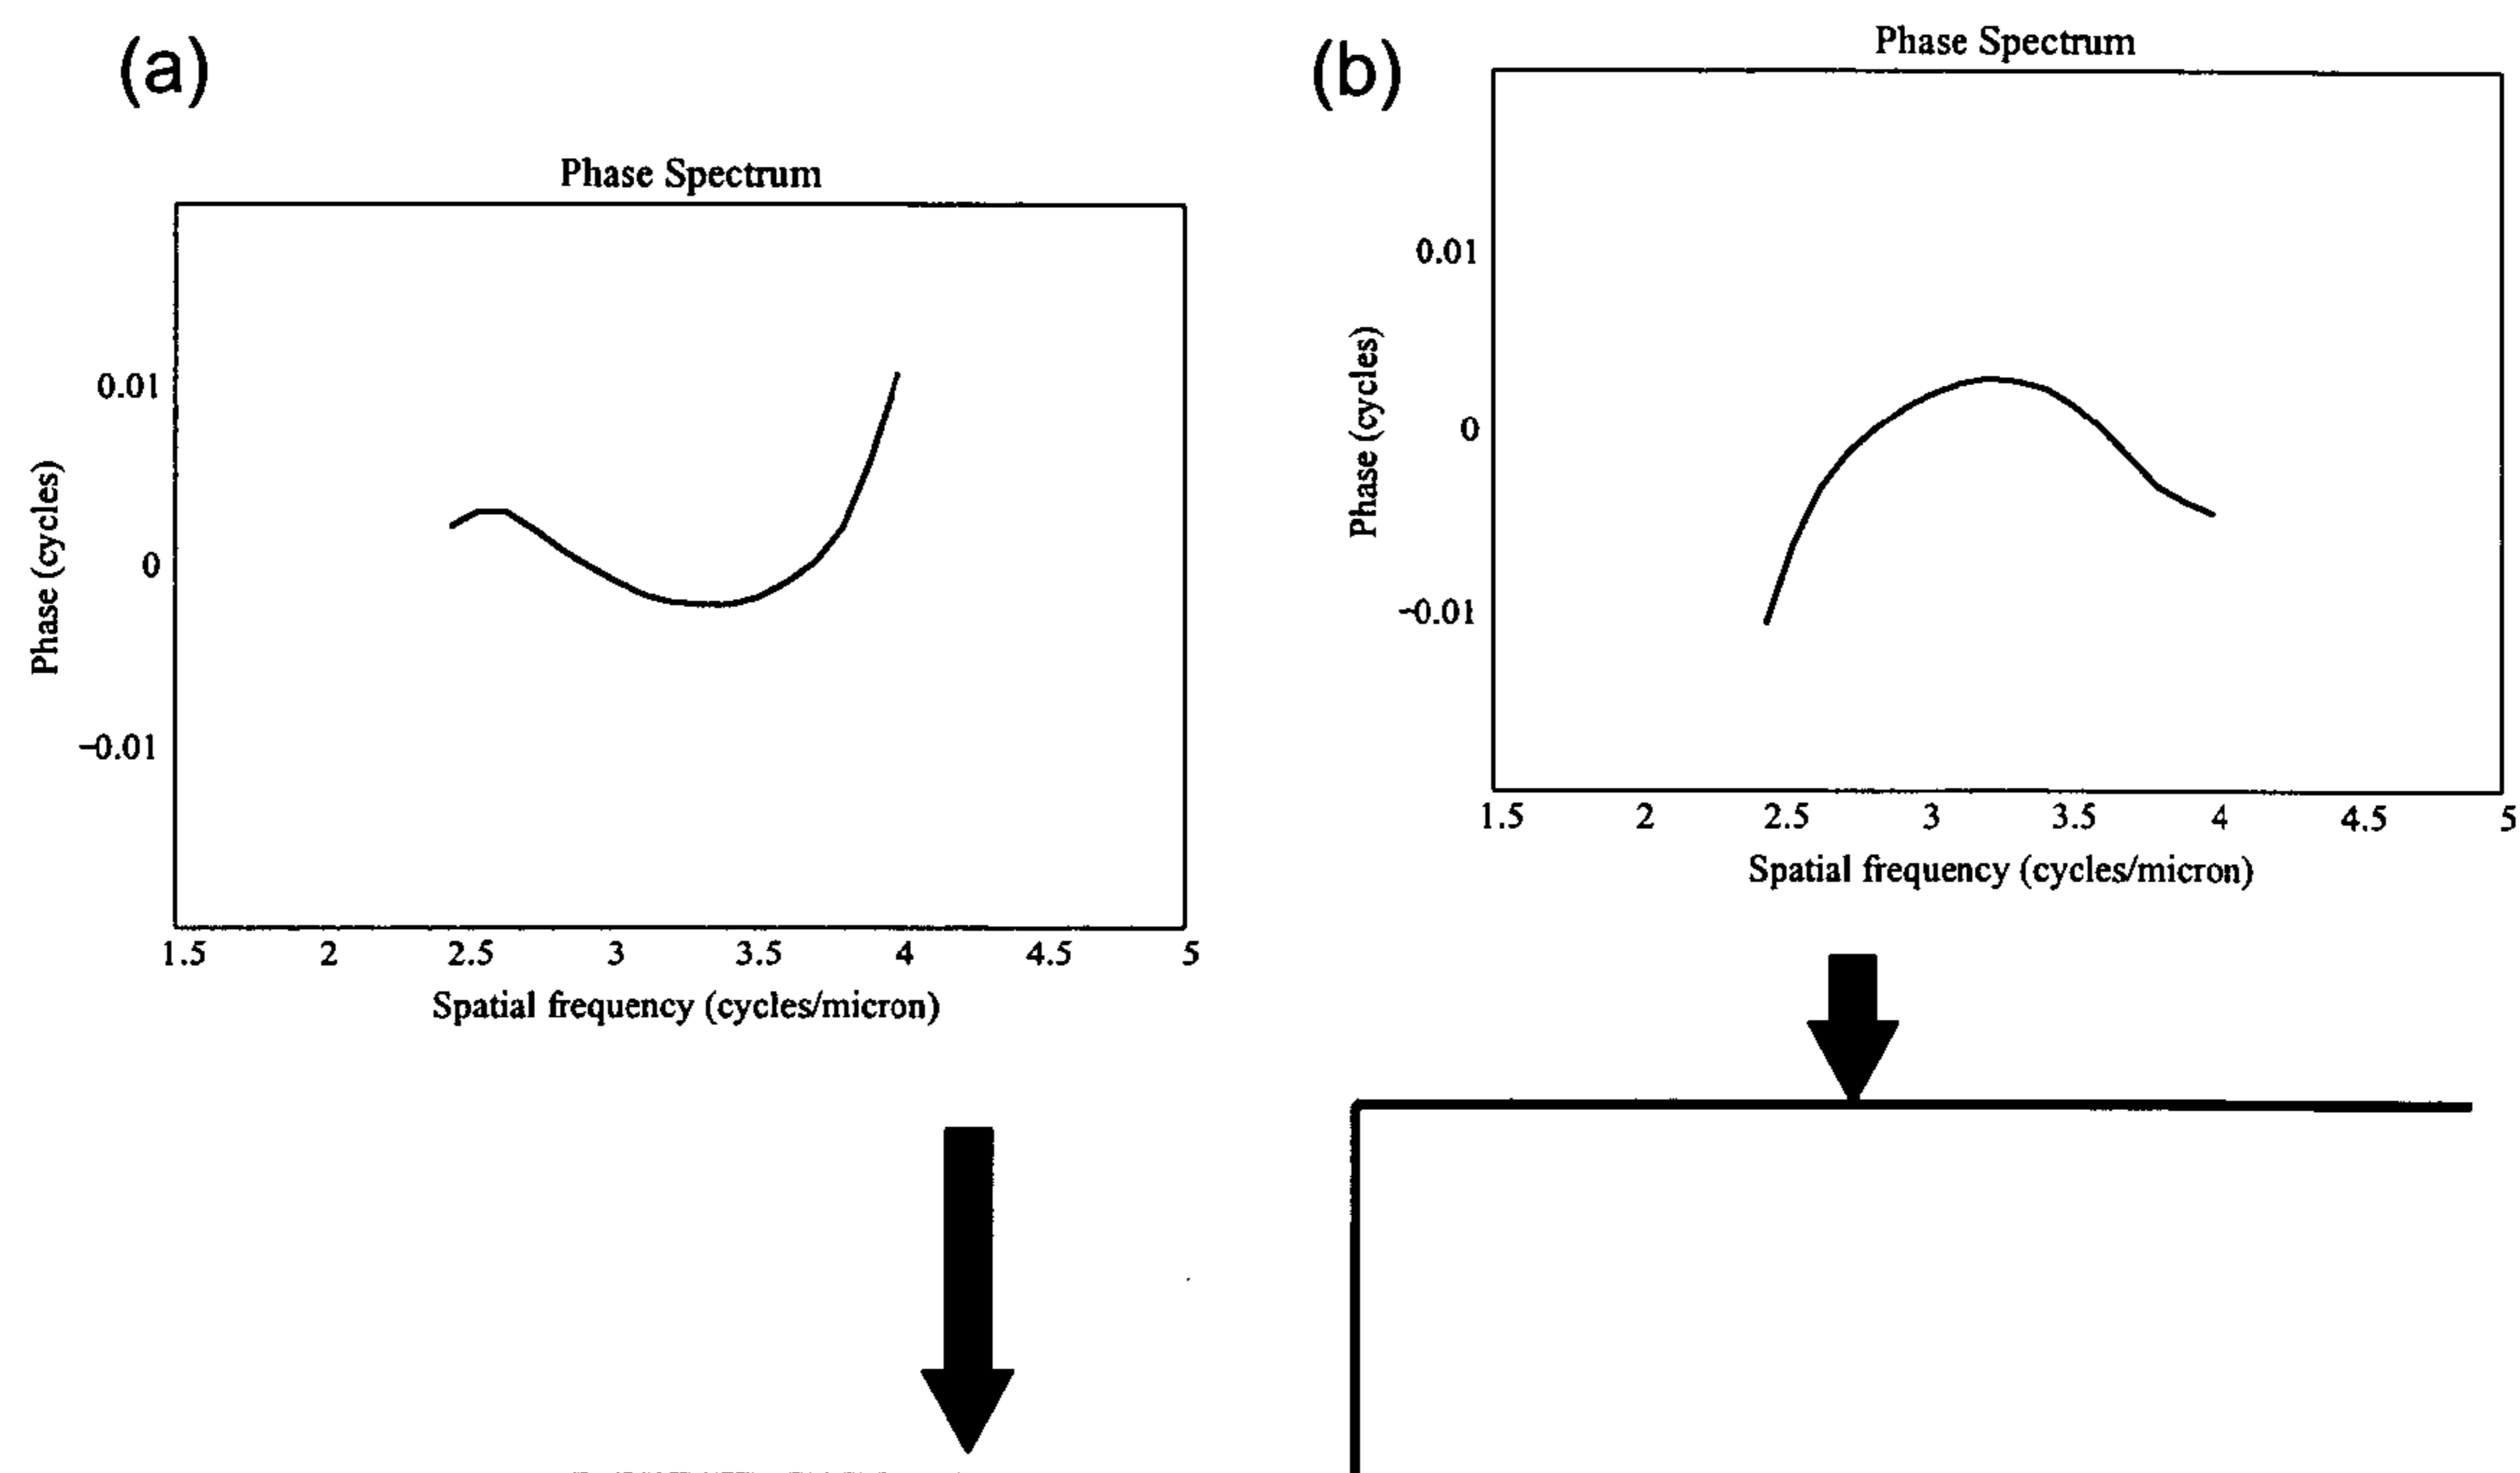 (a)
Phase Spectrum
0.01
0
−0.01
Phase (cycles)
1.5 2 2.5 3 3.5 4 4.5 5
Spatial frequency (cycles/micron)
(b)
Phase Spectrum
0.01
0
−0.01
Phase (cycles)
1.5 2 2.5 3 3.5 4 4.5 5
Spatial frequency (cycles/micron)